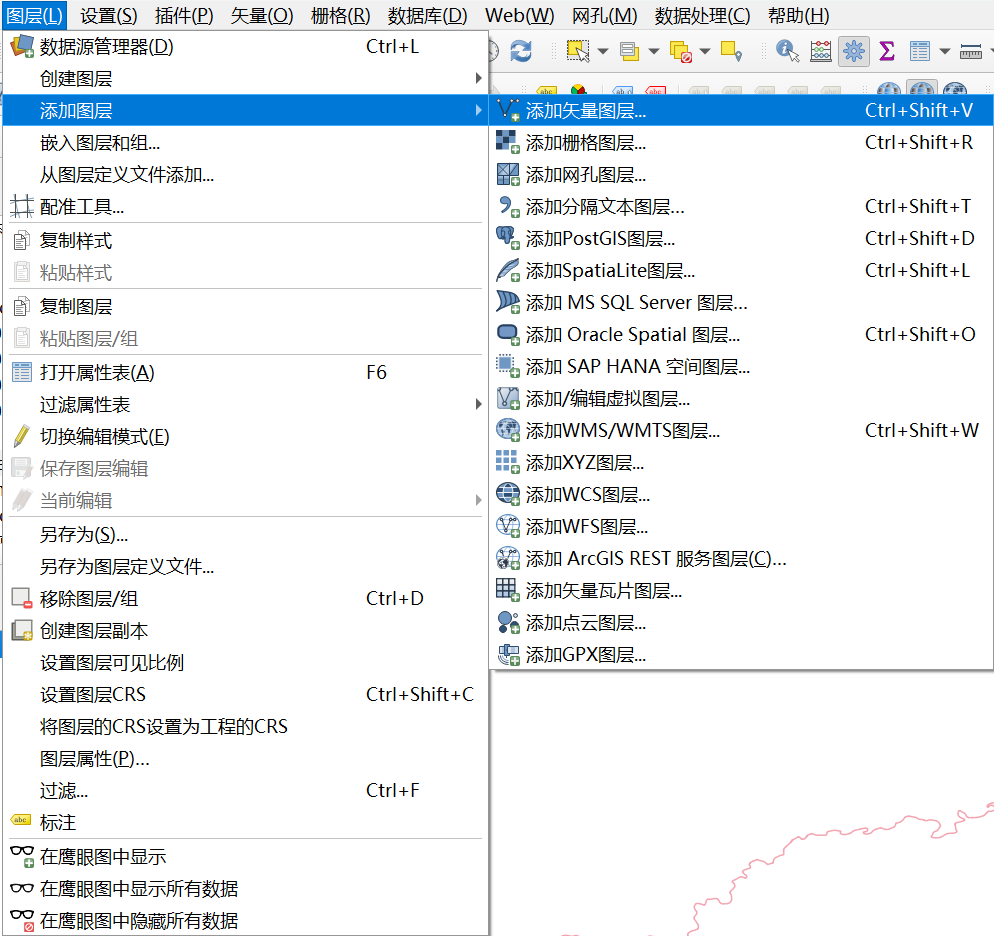 图层(L) 设置(S) 插件(P) 矢量(O) 栅格(R) 数据库(D) Web(W) 网孔(M) 数据处理(C) 帮助(H)
数据源管理器(D) Ctrl+L
创建图层
添加图层
嵌入图层和组...
从图层定义文件添加...
配准工具...
复制样式
粘贴样式
复制图层
粘贴图层/组
打开属性表(A) F6
过滤属性表
切换编辑模式(E)
保存图层编辑
当前编辑
另存为(S)...
另存为图层定义文件...
移除图层/组 Ctrl+D
创建图层副本
设置图层可见比例
设置图层CRS Ctrl+Shift+C
将图层的CRS设置为工程的CRS
图层属性(P)...
过滤... Ctrl+F
abc 标注
在鹰眼图中显示
在鹰眼图中显示所有数据
在鹰眼图中隐藏所有数据
添加矢量图层... Ctrl+Shift+V
添加栅格图层... Ctrl+Shift+R
添加网孔图层...
添加分隔文本图层... Ctrl+Shift+T
添加PostGIS图层... Ctrl+Shift+D
添加SpatiaLite图层... Ctrl+Shift+L
添加 MS SQL Server 图层...
添加 Oracle Spatial 图层... Ctrl+Shift+O
添加 SAP HANA 空间图层...
添加/编辑虚拟图层...
添加WMS/WMTS图层... Ctrl+Shift+W
添加XYZ图层...
添加WCS图层...
添加WFS图层...
添加 ArcGIS REST 服务图层(C)...
添加矢量瓦片图层...
添加点云图层...
添加GPX图层...